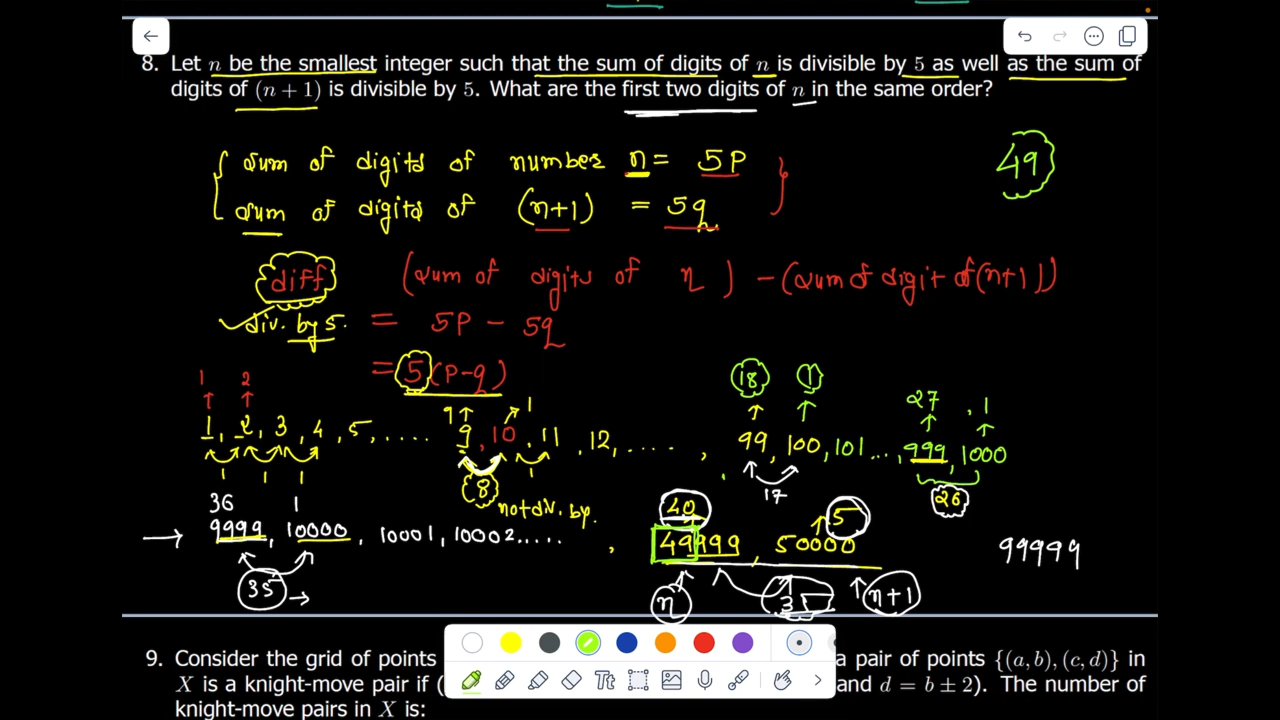 8. Let n be the smallest integer such that the sum of digits of n is divisible by 5 as well as the sum of
digits of (n + 1) is divisible by 5. What are the first two digits of n in the same order?
49
sum of digits of number n = 5P
sum of digits of (n+1) = 5q
diff (sum of digits of n) - (sum of digit of (n+1))
div. by 5. = 5P - 5q
= 5(P-q)
18 1
1 2
9 1 27, 1
1, 2, 3, 4, 5, ..... 9, 10, 11, 12, ....., 99, 100, 101 ..., 999, 1000
1 1 1 8 1 17 26
not div. by.
36 1 40 5
→ 9999, 10000, 10001, 10002....., 49999, 50000 99999
35 → n 35 n+1
9. Consider the grid of points a pair of points {(a, b), (c, d)} in
X is a knight-move pair if ( and d = b ± 2). The number of
knight-move pairs in X is:
Tt